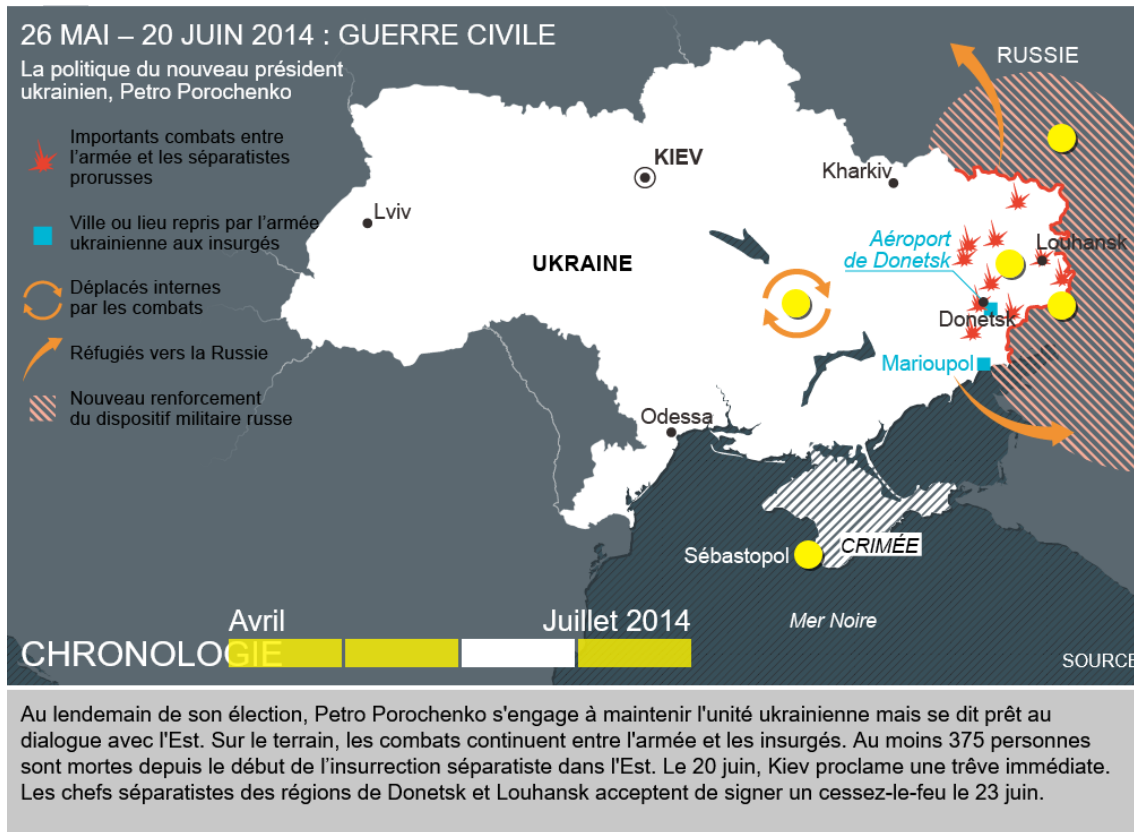 26 MAI – 20 JUIN 2014 : GUERRE CIVILE
La politique du nouveau président
ukrainien, Petro Porochenko
Importants combats entre
l'armée et les séparatistes
prorusses
Ville ou lieu repris par l'armée
ukrainienne aux insurgés
Déplacés internes
par les combats
Réfugiés vers la Russie
Nouveau renforcement
du dispositif militaire russe
RUSSIE
KIEV
Kharkiv
Lviv
Aéroport
de Donetsk
Louhansk
UKRAINE
Donetsk
Marioupol
Odessa
Sébastopol
CRIMÉE
Mer Noire
Avril
Juillet 2014
CHRONOLOGIE
SOURCE
Au lendemain de son élection, Petro Porochenko s'engage à maintenir l'unité ukrainienne mais se dit prêt au
dialogue avec l'Est. Sur le terrain, les combats continuent entre l'armée et les insurgés. Au moins 375 personnes
sont mortes depuis le début de l’insurrection séparatiste dans l'Est. Le 20 juin, Kiev proclame une trêve immédiate.
Les chefs séparatistes des régions de Donetsk et Louhansk acceptent de signer un cessez-le-feu le 23 juin.